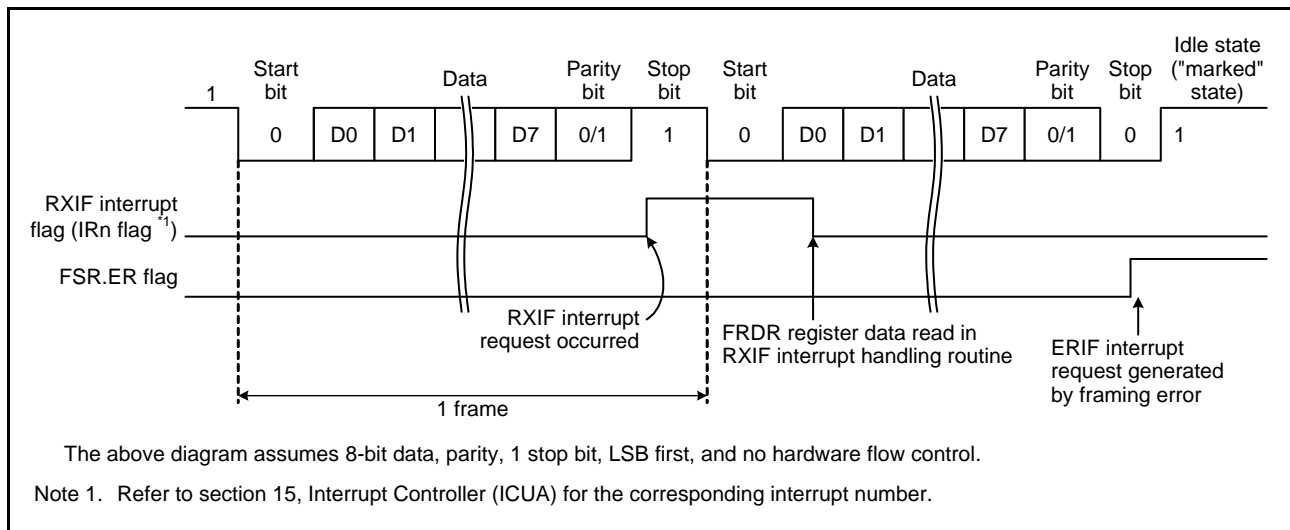 Idle state
Start Data Parity Stop Start Data Parity Stop ("marked"
bit bit bit bit bit bit state)
1
0 D0 D1 D7 0/1 1 0 D0 D1 D7 0/1 0 1
RXIF interrupt
flag (IRn flag *1)
FSR.ER flag
RXIF interrupt
request occurred
FRDR register data read in
RXIF interrupt handling routine
ERIF interrupt
request generated
by framing error
1 frame
The above diagram assumes 8-bit data, parity, 1 stop bit, LSB first, and no hardware flow control.
Note 1. Refer to section 15, Interrupt Controller (ICUA) for the corresponding interrupt number.